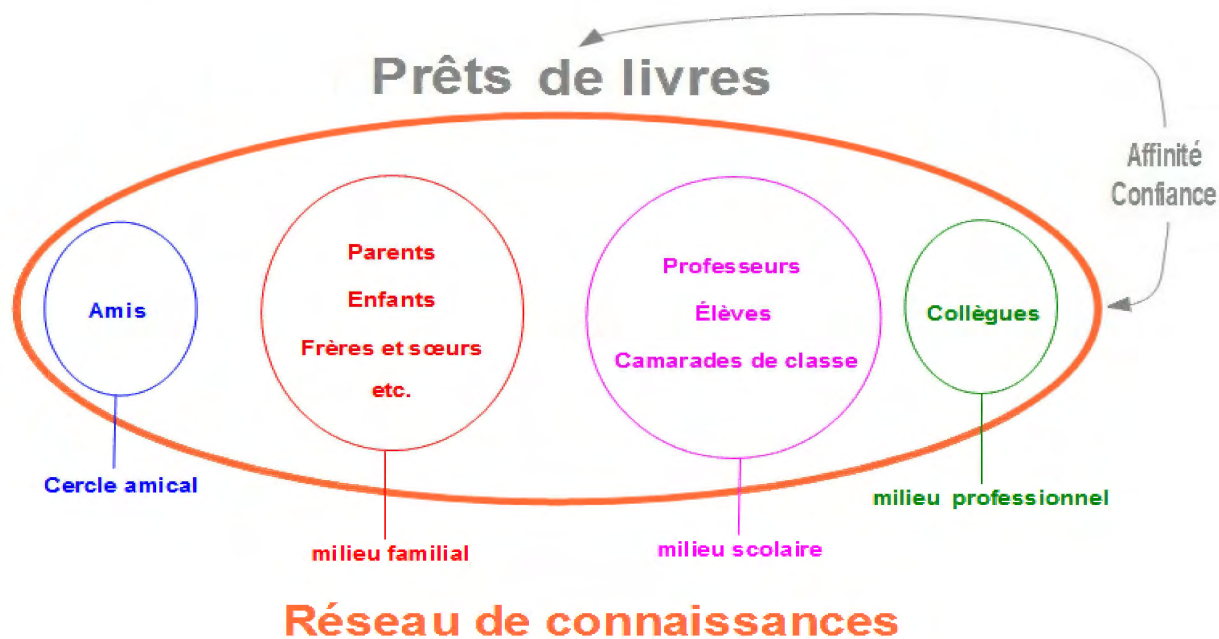 Prêts de livres
Affinité
Confiance
Amis
Parents
Enfants
Frères et sœurs
etc.
Professeurs
Élèves
Camarades de classe
Collègues
Cercle amical
milieu familial
milieu scolaire
milieu professionnel
Réseau de connaissances